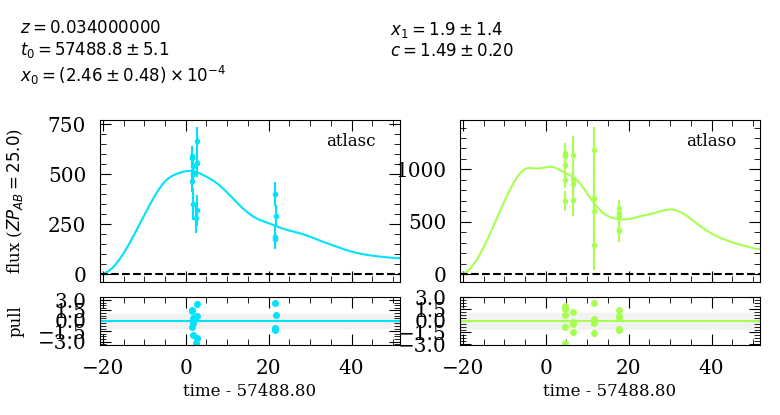 z = 0.034000000
t₀ = 57488.8 ± 5.1
x₀ = (2.46 ± 0.48) × 10⁻⁴
x₁ = 1.9 ± 1.4
c = 1.49 ± 0.20
atlasc
750
500
250
0
flux (ZP_AB = 25.0)
atlaso
1000
500
0
pull
3.0
1.5
0.0
−1.5
−3.0
−20 0 20 40
time - 57488.80
3.0
1.5
0.0
−1.5
−3.0
−20 0 20 40
time - 57488.80